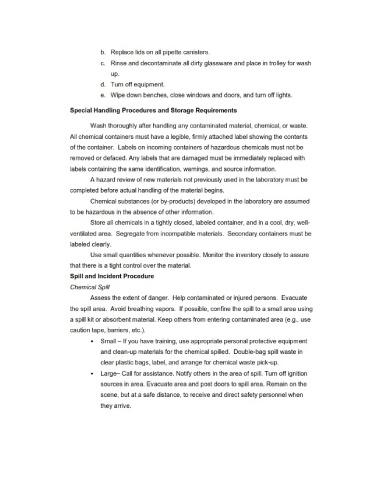 b. Replace lids on all pipette canisters.
c. Rinse and decontaminate all dirty glassware and place in trolley for wash
up.
d. Turn off equipment.
e. Wipe down benches, close windows and doors, and turn off lights.
Special Handling Procedures and Storage Requirements
Wash thoroughly after handling any contaminated material, chemical, or waste.
All chemical containers must have a legible, firmly attached label showing the contents
of the container. Labels on incoming containers of hazardous chemicals must not be
removed or defaced. Any labels that are damaged must be immediately replaced with
labels containing the same identification, warnings, and source information.
A hazard review of new materials not previously used in the laboratory must be
completed before actual handling of the material begins.
Chemical substances (or by-products) developed in the laboratory are assumed
to be hazardous in the absence of other information.
Store all chemicals in a tightly closed, labeled container, and in a cool, dry, well-
ventilated area. Segregate from incompatible materials. Secondary containers must be
labeled clearly.
Use small quantities whenever possible. Monitor the inventory closely to assure
that there is a tight control over the material.
Spill and Incident Procedure
Chemical Spill
Assess the extent of danger. Help contaminated or injured persons. Evacuate
the spill area. Avoid breathing vapors. If possible, confine the spill to a small area using
a spill kit or absorbent material. Keep others from entering contaminated area (e.g., use
caution tape, barriers, etc.).
• Small – If you have training, use appropriate personal protective equipment
and clean-up materials for the chemical spilled. Double-bag spill waste in
clear plastic bags, label, and arrange for chemical waste pick-up.
• Large– Call for assistance. Notify others in the area of spill. Turn off ignition
sources in area. Evacuate area and post doors to spill area. Remain on the
scene, but at a safe distance, to receive and direct safety personnel when
they arrive.